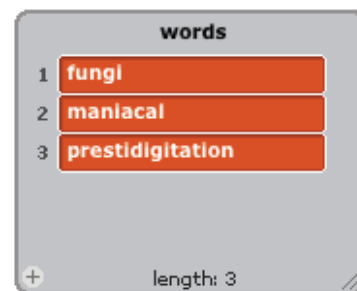 words
1 fungi
2 maniacal
3 prestidigitation
+ length: 3